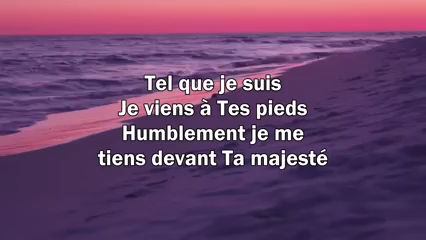 Tel que je suis
Je viens à Tes pieds
Humblement je me
tiens devant Ta majesté